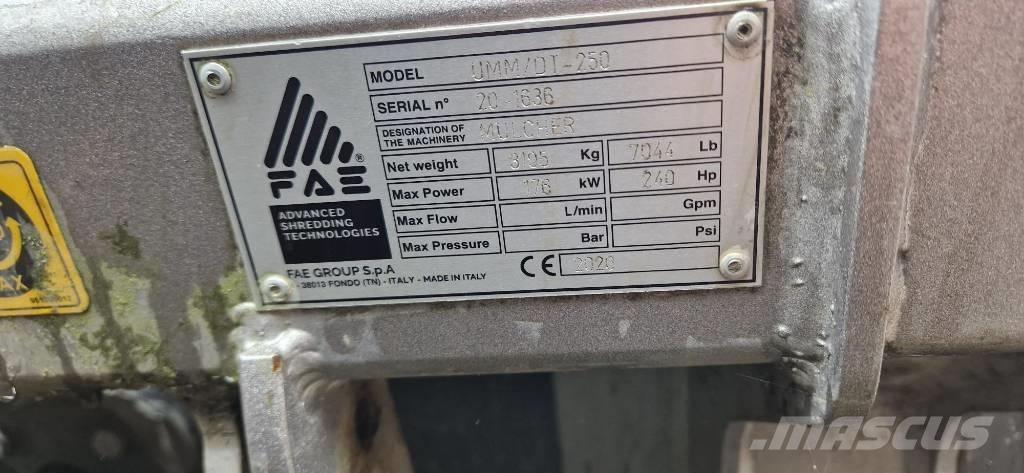 MODEL UMM/DT-250
SERIAL n° 20-1636
DESIGNATION OF
THE MACHINERY MULCHER
Net weight 3195 Kg 7044 Lb
Max Power 176 kW 240 Hp
Max Flow L/min Gpm
Max Pressure Bar Psi
CE 2020
FAE®
ADVANCED
SHREDDING
TECHNOLOGIES
FAE GROUP S.p.A
- 38013 FONDO (TN) - ITALY - MADE IN ITALY
MASCUS